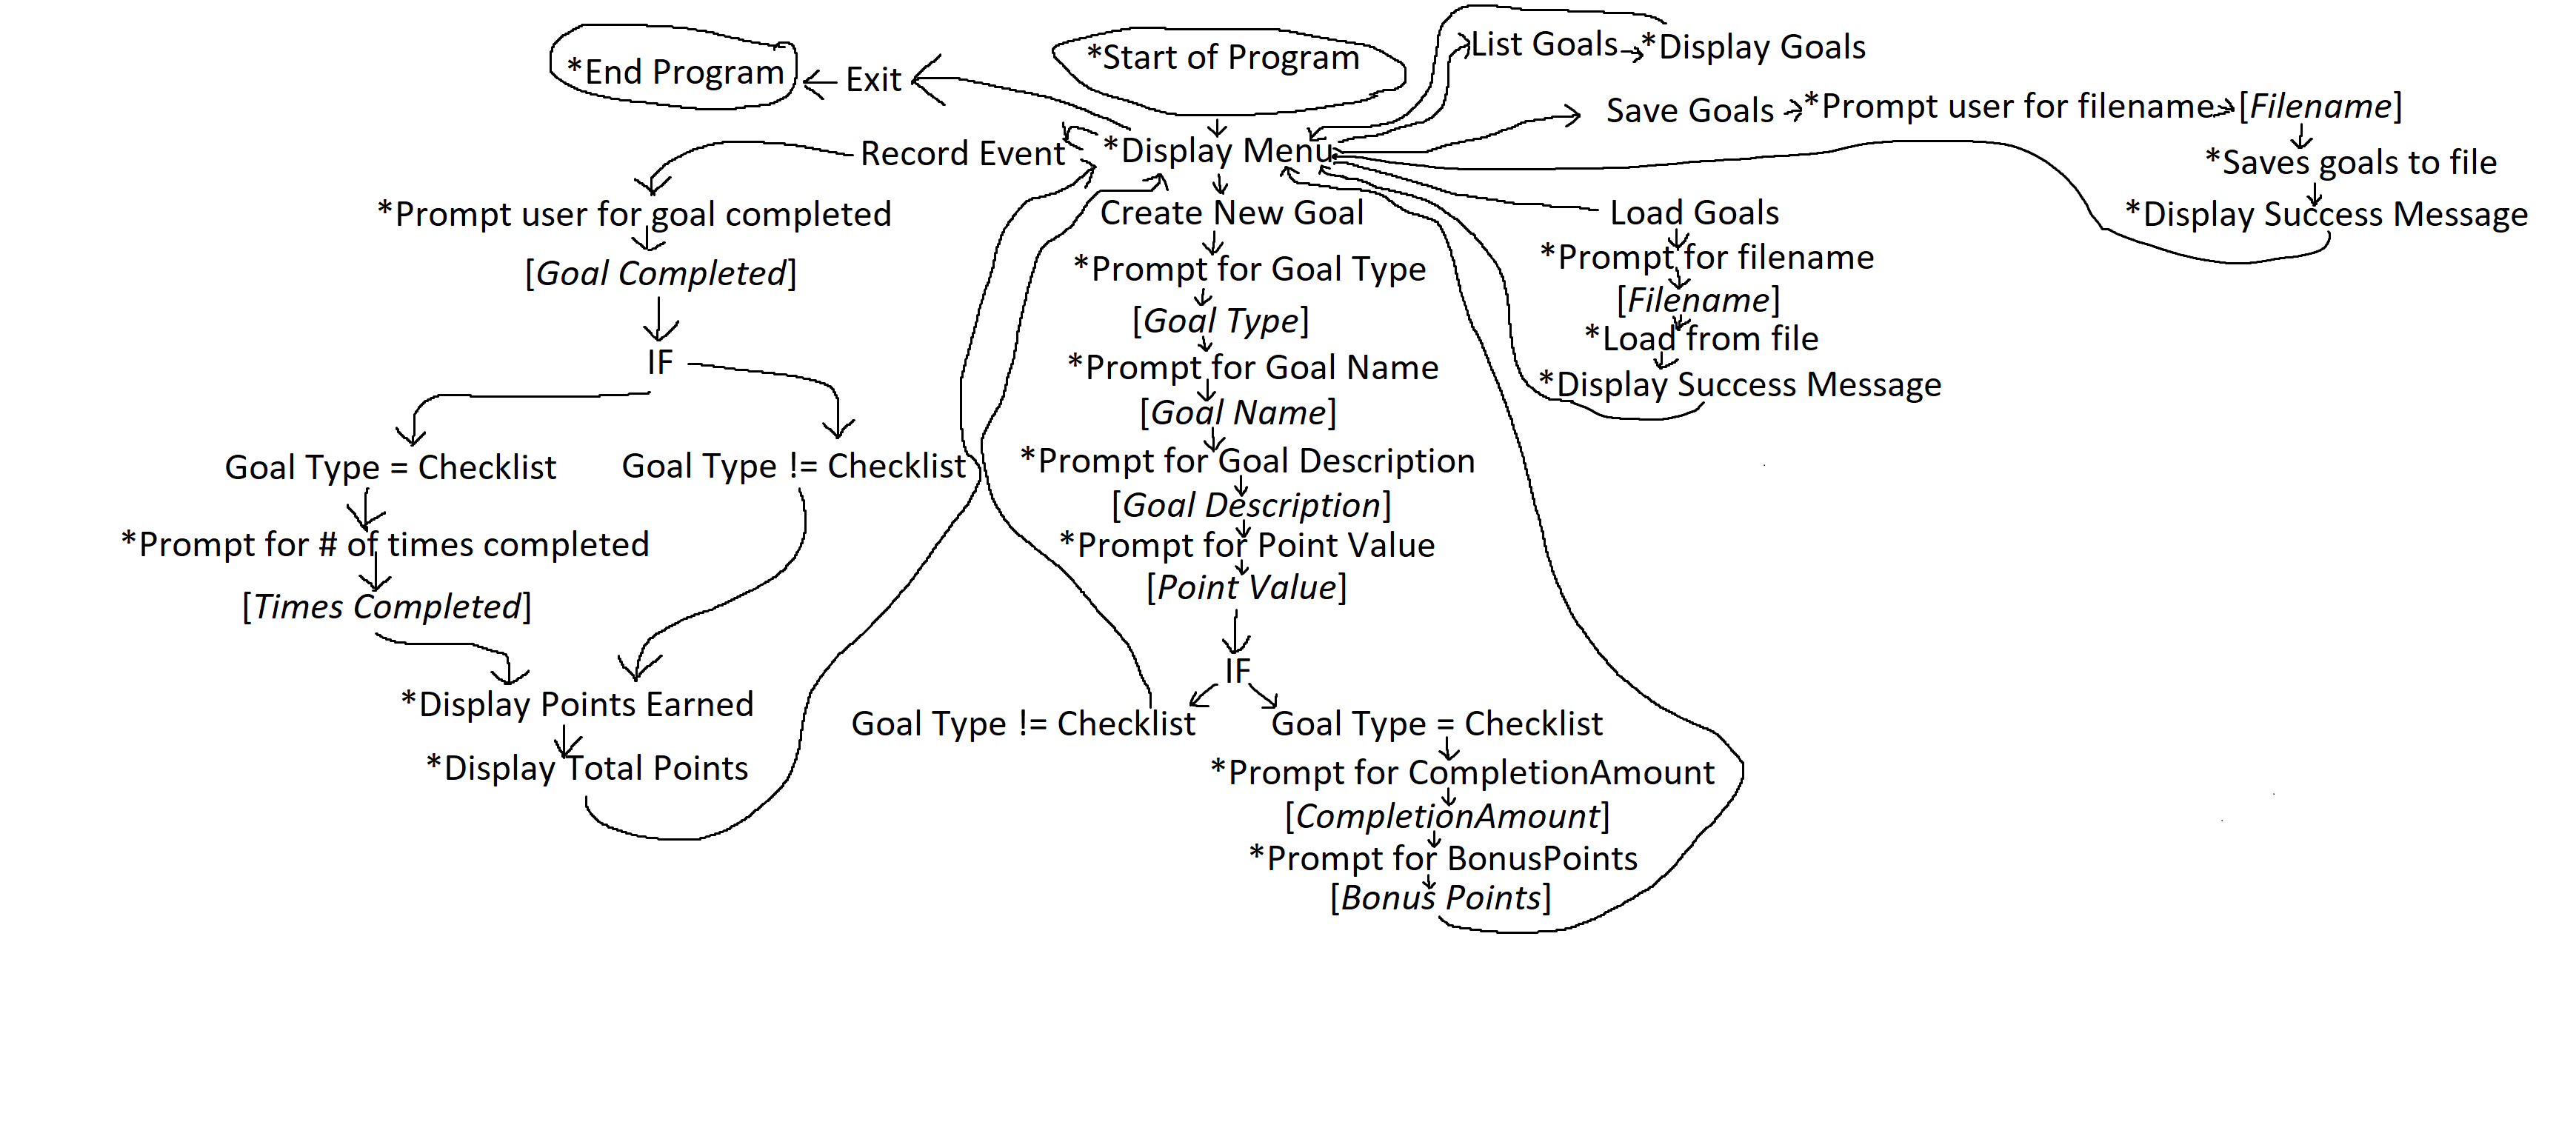 *Start of Program
*End Program
Exit
List Goals
*Display Goals
Save Goals
*Prompt user for filename
[Filename]
*Saves goals to file
*Display Success Message
Record Event
*Display Menu
*Prompt user for goal completed
[Goal Completed]
IF
Goal Type = Checklist
Goal Type != Checklist
*Prompt for # of times completed
[Times Completed]
*Display Points Earned
*Display Total Points
Create New Goal
*Prompt for Goal Type
[Goal Type]
*Prompt for Goal Name
[Goal Name]
*Prompt for Goal Description
[Goal Description]
*Prompt for Point Value
[Point Value]
IF
Goal Type != Checklist
Goal Type = Checklist
*Prompt for CompletionAmount
[CompletionAmount]
*Prompt for BonusPoints
[Bonus Points]
Load Goals
*Prompt for filename
[Filename]
*Load from file
*Display Success Message